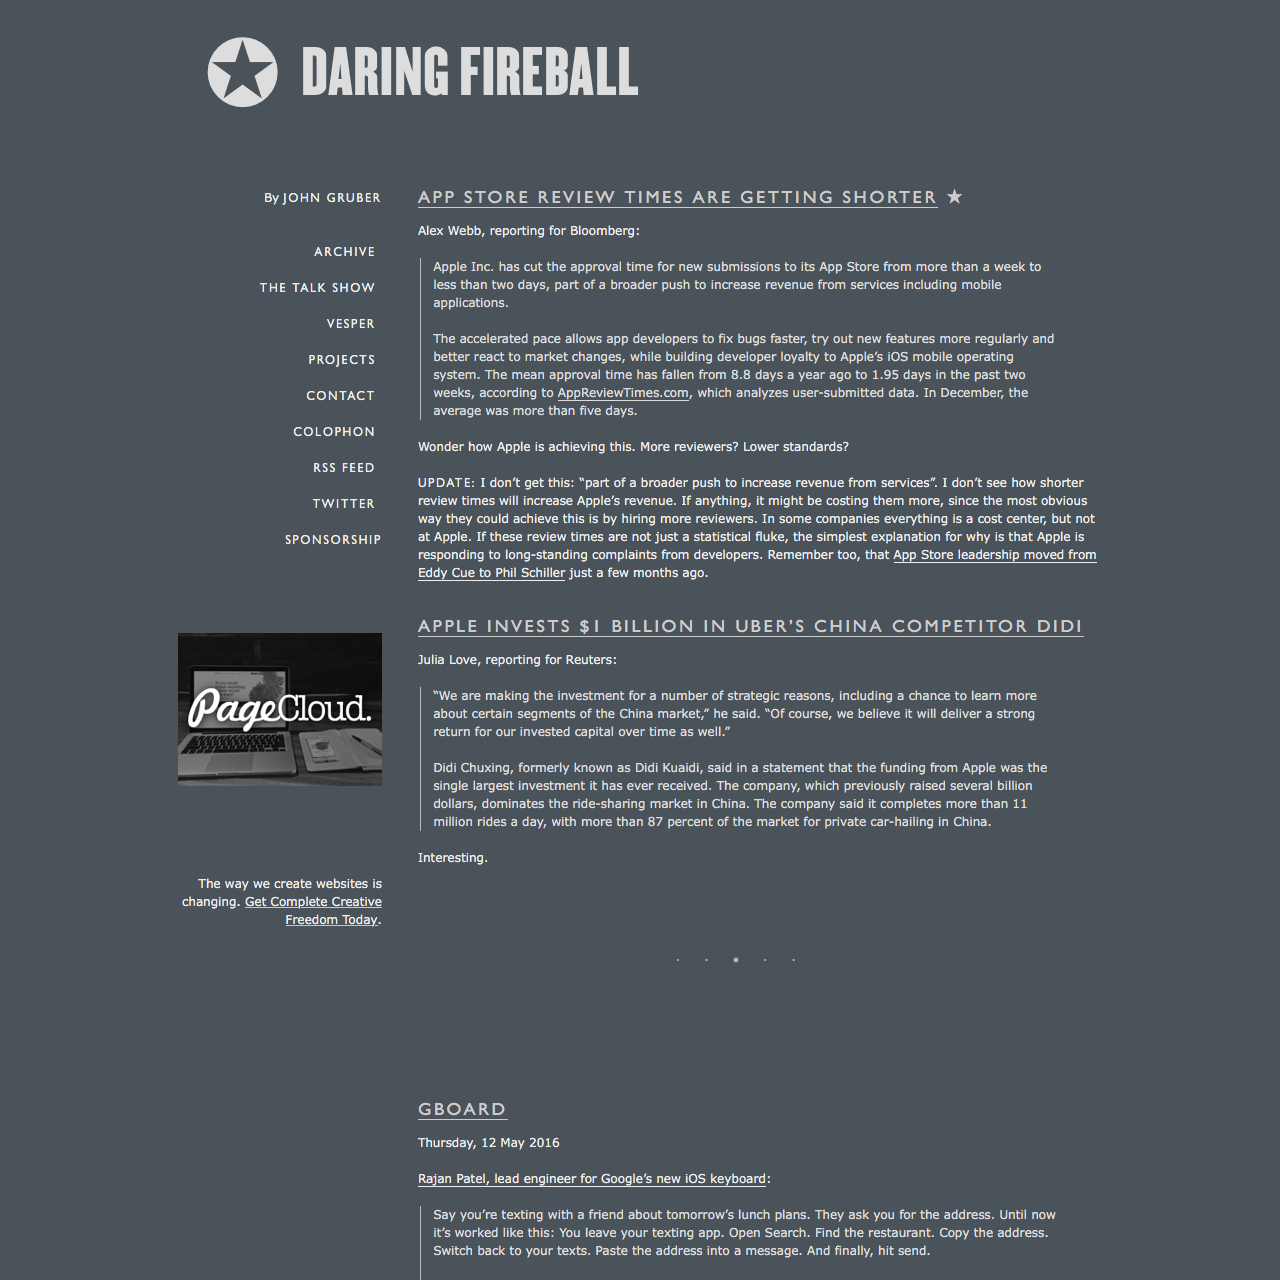 DARING FIREBALL
By JOHN GRUBER
ARCHIVE
THE TALK SHOW
VESPER
PROJECTS
CONTACT
COLOPHON
RSS FEED
TWITTER
SPONSORSHIP
PageCloud.
The way we create websites is
changing. Get Complete Creative
Freedom Today.
APP STORE REVIEW TIMES ARE GETTING SHORTER ★
Alex Webb, reporting for Bloomberg:
Apple Inc. has cut the approval time for new submissions to its App Store from more than a week to
less than two days, part of a broader push to increase revenue from services including mobile
applications.
The accelerated pace allows app developers to fix bugs faster, try out new features more regularly and
better react to market changes, while building developer loyalty to Apple’s iOS mobile operating
system. The mean approval time has fallen from 8.8 days a year ago to 1.95 days in the past two
weeks, according to AppReviewTimes.com, which analyzes user-submitted data. In December, the
average was more than five days.
Wonder how Apple is achieving this. More reviewers? Lower standards?
UPDATE: I don’t get this: “part of a broader push to increase revenue from services”. I don’t see how shorter
review times will increase Apple’s revenue. If anything, it might be costing them more, since the most obvious
way they could achieve this is by hiring more reviewers. In some companies everything is a cost center, but not
at Apple. If these review times are not just a statistical fluke, the simplest explanation for why is that Apple is
responding to long-standing complaints from developers. Remember too, that App Store leadership moved from
Eddy Cue to Phil Schiller just a few months ago.
APPLE INVESTS $1 BILLION IN UBER’S CHINA COMPETITOR DIDI
Julia Love, reporting for Reuters:
“We are making the investment for a number of strategic reasons, including a chance to learn more
about certain segments of the China market,” he said. “Of course, we believe it will deliver a strong
return for our invested capital over time as well.”
Didi Chuxing, formerly known as Didi Kuaidi, said in a statement that the funding from Apple was the
single largest investment it has ever received. The company, which previously raised several billion
dollars, dominates the ride-sharing market in China. The company said it completes more than 11
million rides a day, with more than 87 percent of the market for private car-hailing in China.
Interesting.
GBOARD
Thursday, 12 May 2016
Rajan Patel, lead engineer for Google’s new iOS keyboard:
Say you’re texting with a friend about tomorrow’s lunch plans. They ask you for the address. Until now
it’s worked like this: You leave your texting app. Open Search. Find the restaurant. Copy the address.
Switch back to your texts. Paste the address into a message. And finally, hit send.